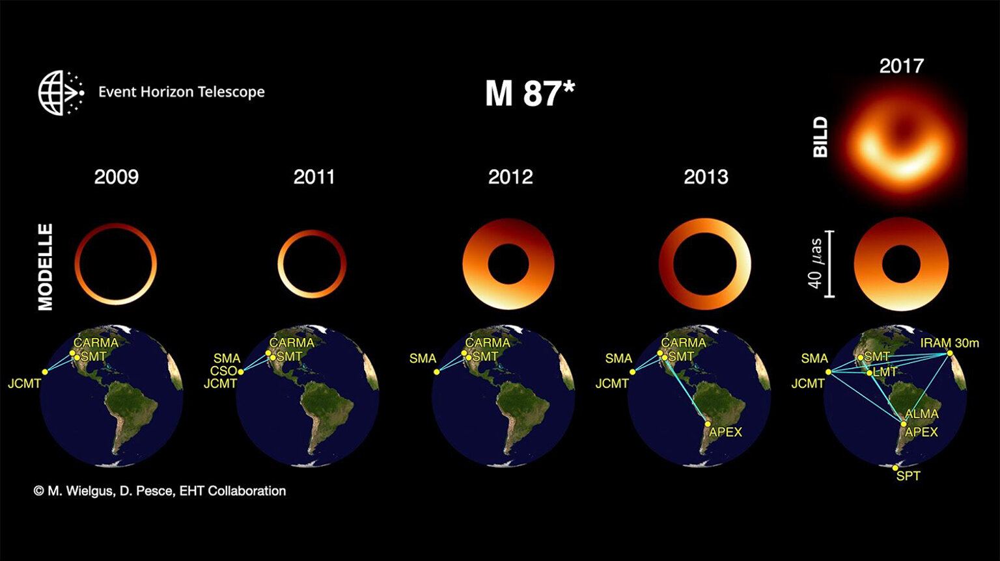 Event Horizon Telescope
M 87*
2017
BILD
2009
2011
2012
2013
MODELLE
40 μas
CARMA
SMT
JCMT
CARMA
SMA
SMT
CSO
JCMT
CARMA
SMA
SMT
CARMA
SMA
SMT
JCMT
APEX
IRAM 30m
SMA
SMT
LMT
JCMT
ALMA
APEX
SPT
© M. Wielgus, D. Pesce, EHT Collaboration